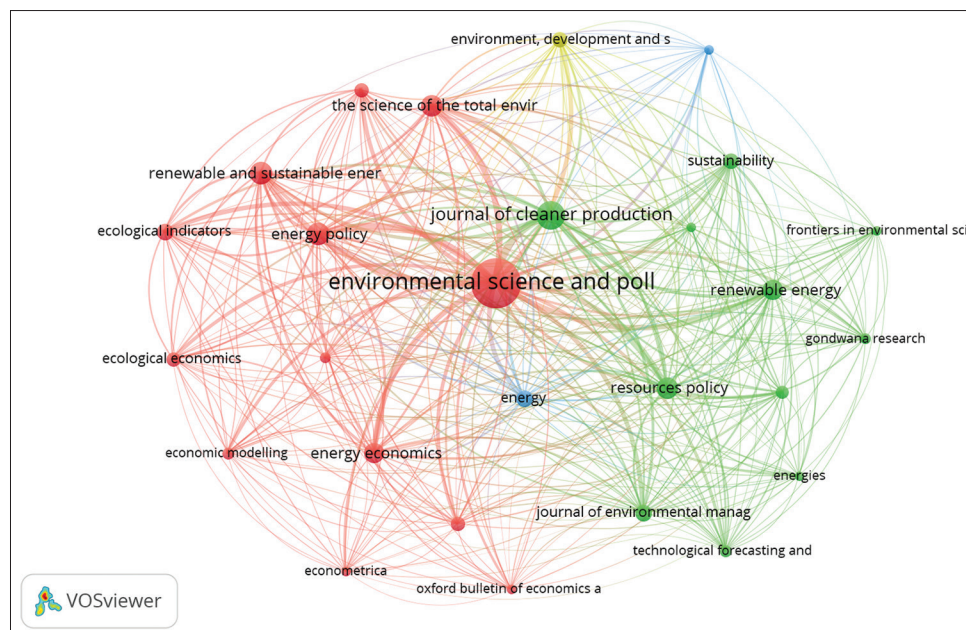 environment, development and s
the science of the total envir
sustainability
renewable and sustainable ener
journal of cleaner production
ecological indicators
energy policy
frontiers in environmental sci
environmental science and poll
renewable energy
gondwana research
ecological economics
resources policy
energy
economic modelling
energy economics
energies
journal of environmental manag
technological forecasting and
econometrica
oxford bulletin of economics a
VOSviewer